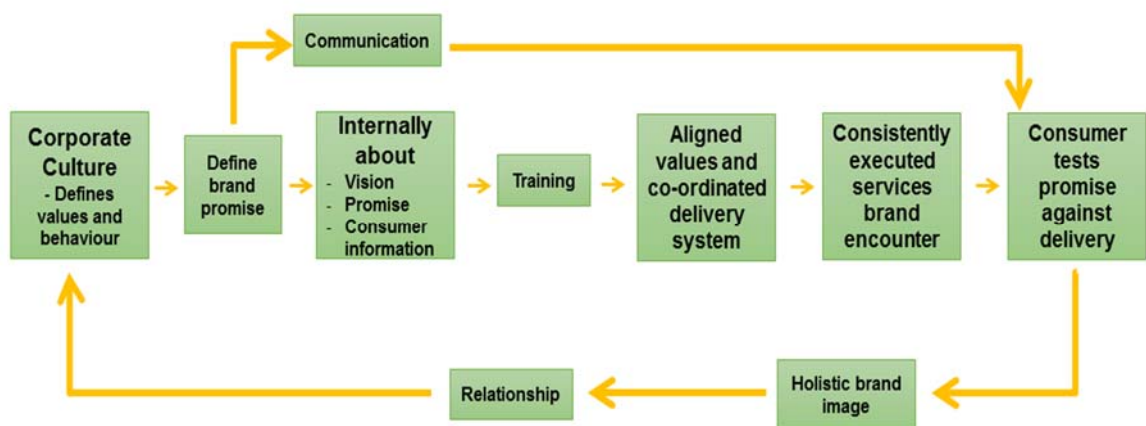 Communication
Corporate
Culture
- Defines
values and
behaviour
Define
brand
promise
Internally
about
- Vision
- Promise
- Consumer
information
Training
Aligned
values and
co-ordinated
delivery
system
Consistently
executed
services
brand
encounter
Consumer
tests
promise
against
delivery
Relationship
Holistic brand
image